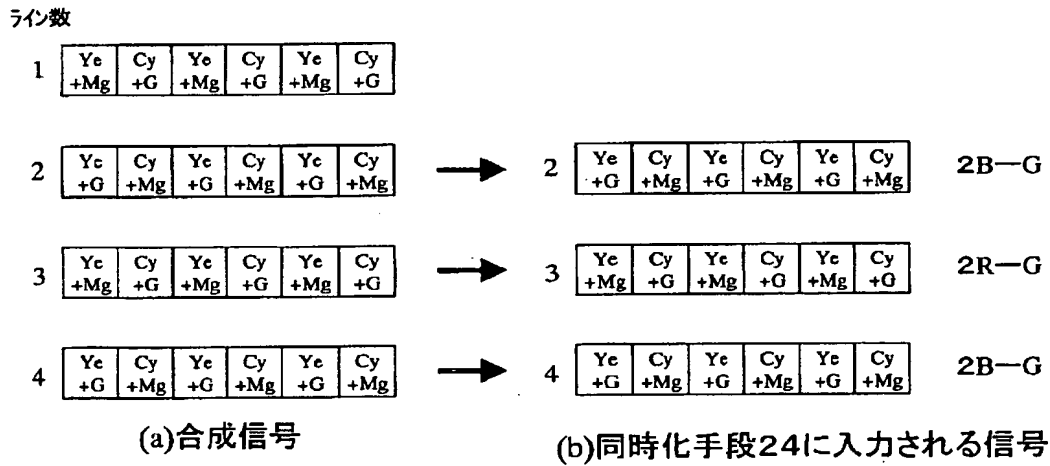 ライン数
1 Ye+Mg Cy+G Ye+Mg Cy+G Ye+Mg Cy+G
2 Ye+G Cy+Mg Ye+G Cy+Mg Ye+G Cy+Mg → 2 Ye+G Cy+Mg Ye+G Cy+Mg Ye+G Cy+Mg 2B—G
3 Ye+Mg Cy+G Ye+Mg Cy+G Ye+Mg Cy+G → 3 Ye+Mg Cy+G Ye+Mg Cy+G Ye+Mg Cy+G 2R—G
4 Ye+G Cy+Mg Ye+G Cy+Mg Ye+G Cy+Mg → 4 Ye+G Cy+Mg Ye+G Cy+Mg Ye+G Cy+Mg 2B—G
(a)合成信号 (b)同時化手段24に入力される信号